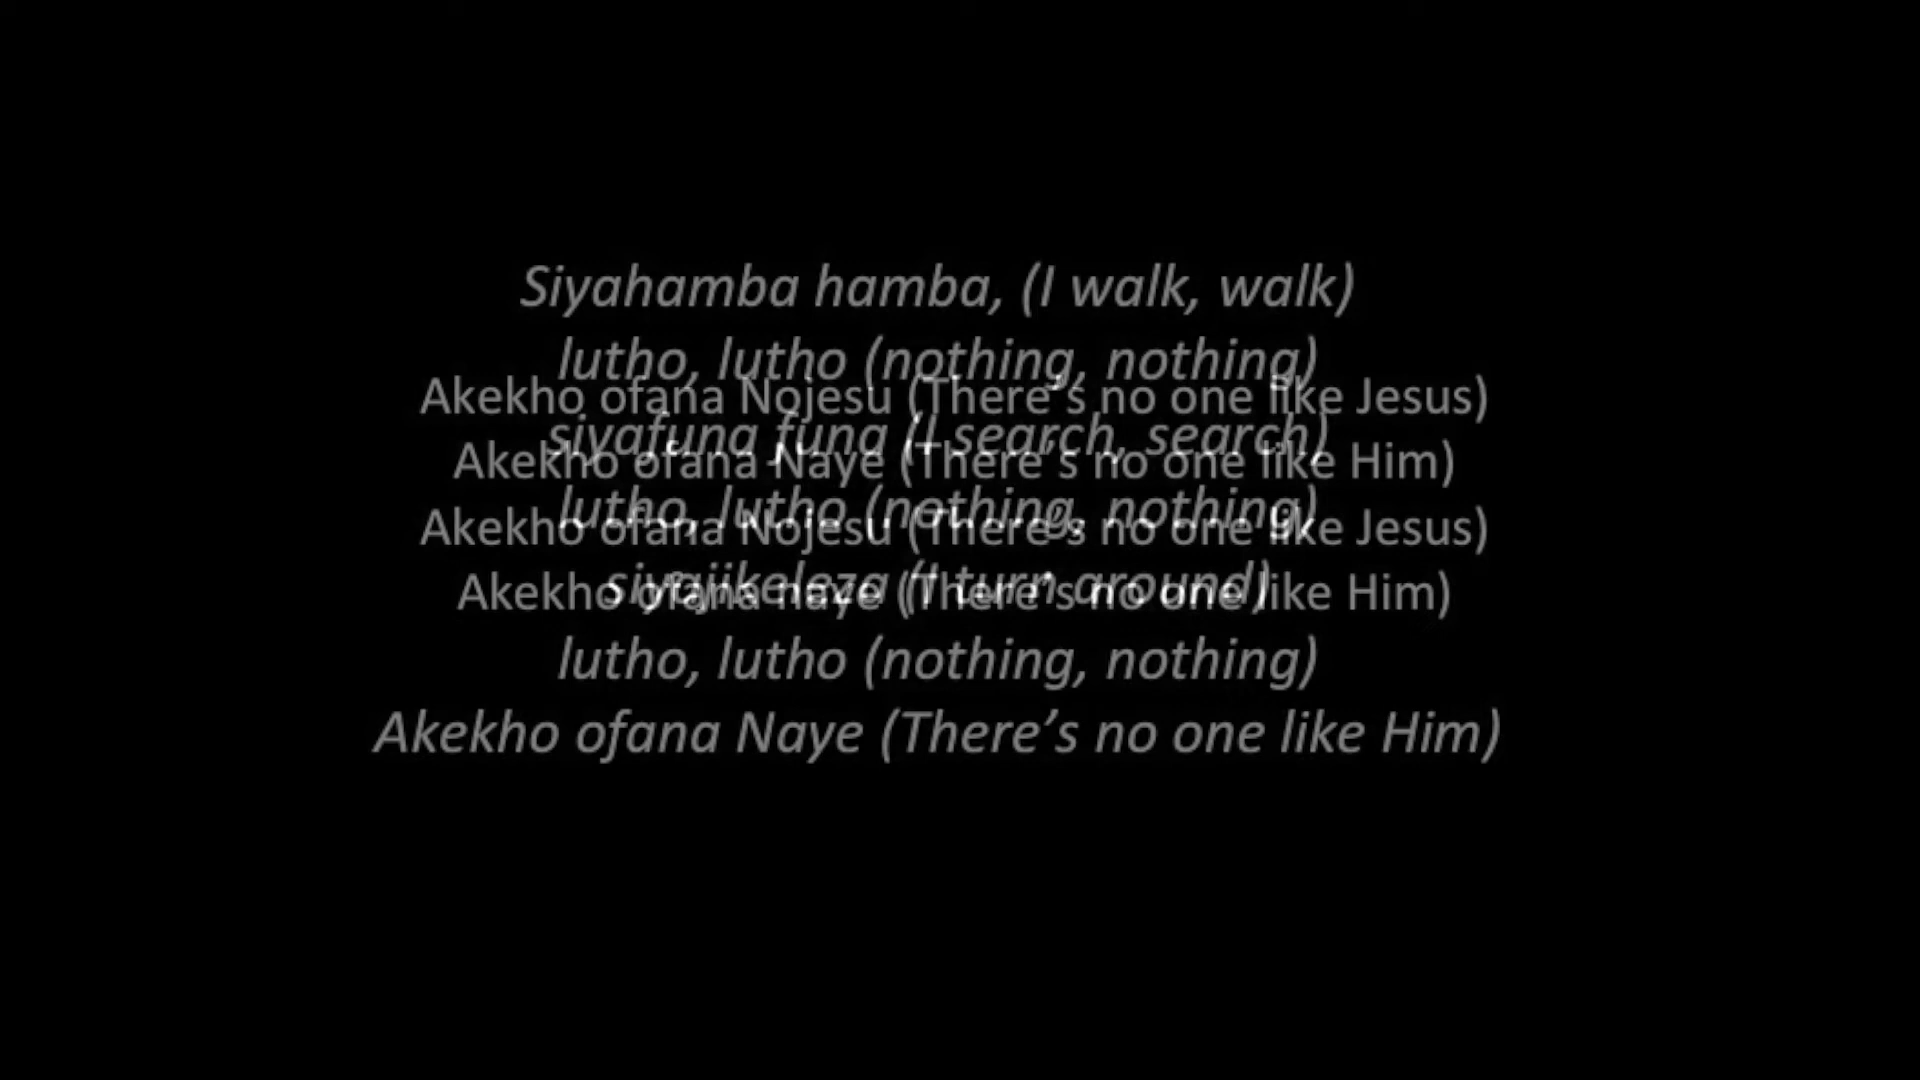 Siyahamba hamba, (I walk, walk)
lutho, lutho (nothing, nothing)
Akekho ofana Nojesu (There’s no one like Jesus)
siyafuna funa (I search, search)
Akekho ofana Naye (There’s no one like Him)
lutho, lutho (nothing, nothing)
Akekho ofana Nojesu (There’s no one like Jesus)
siyajikeleza (I turn around)
Akekho ofana naye (There’s no one like Him)
lutho, lutho (nothing, nothing)
Akekho ofana Naye (There’s no one like Him)